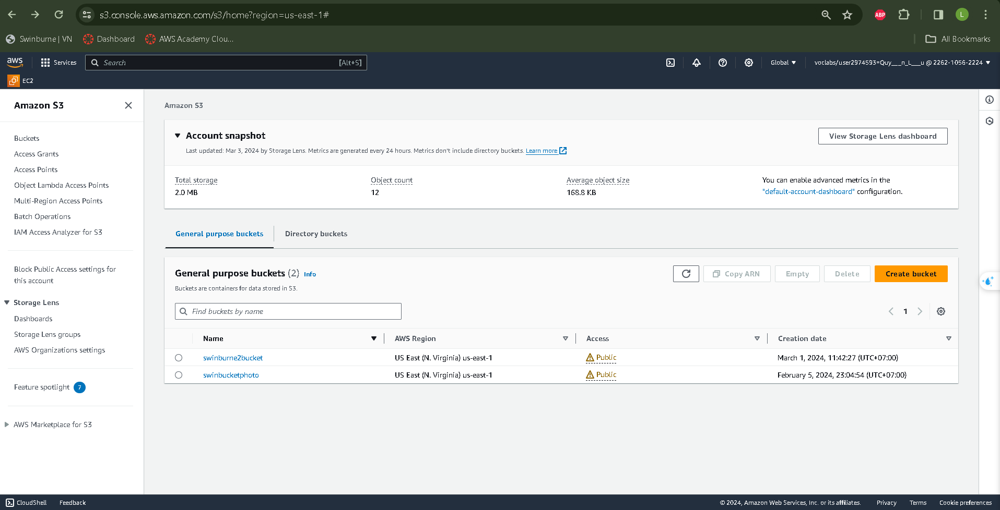 s3.console.aws.amazon.com/s3/home?region=us-east-1#
ABP
L
Swinburne | VN
Dashboard
AWS Academy Clou...
All Bookmarks
aws
Services
Search
[Alt+S]
Global
voclabs/user2974593=Quy___n_L___u @ 2262-1056-2224
EC2
Amazon S3
Buckets
Access Grants
Access Points
Object Lambda Access Points
Multi-Region Access Points
Batch Operations
IAM Access Analyzer for S3
Block Public Access settings for
this account
Storage Lens
Dashboards
Storage Lens groups
AWS Organizations settings
Feature spotlight 7
AWS Marketplace for S3
Amazon S3
Account snapshot
View Storage Lens dashboard
Last updated: Mar 3, 2024 by Storage Lens. Metrics are generated every 24 hours. Metrics don't include directory buckets. Learn more
Total storage
2.0 MB
Object count
12
Average object size
168.8 KB
You can enable advanced metrics in the
"default-account-dashboard" configuration.
General purpose buckets
Directory buckets
General purpose buckets (2) Info
Buckets are containers for data stored in S3.
Copy ARN
Empty
Delete
Create bucket
Find buckets by name
1
Name AWS Region Access Creation date
swinburne2bucket US East (N. Virginia) us-east-1 Public March 1, 2024, 11:42:27 (UTC+07:00)
swinbucketphoto US East (N. Virginia) us-east-1 Public February 5, 2024, 23:04:54 (UTC+07:00)
CloudShell
Feedback
© 2024, Amazon Web Services, Inc. or its affiliates.
Privacy
Terms
Cookie preferences